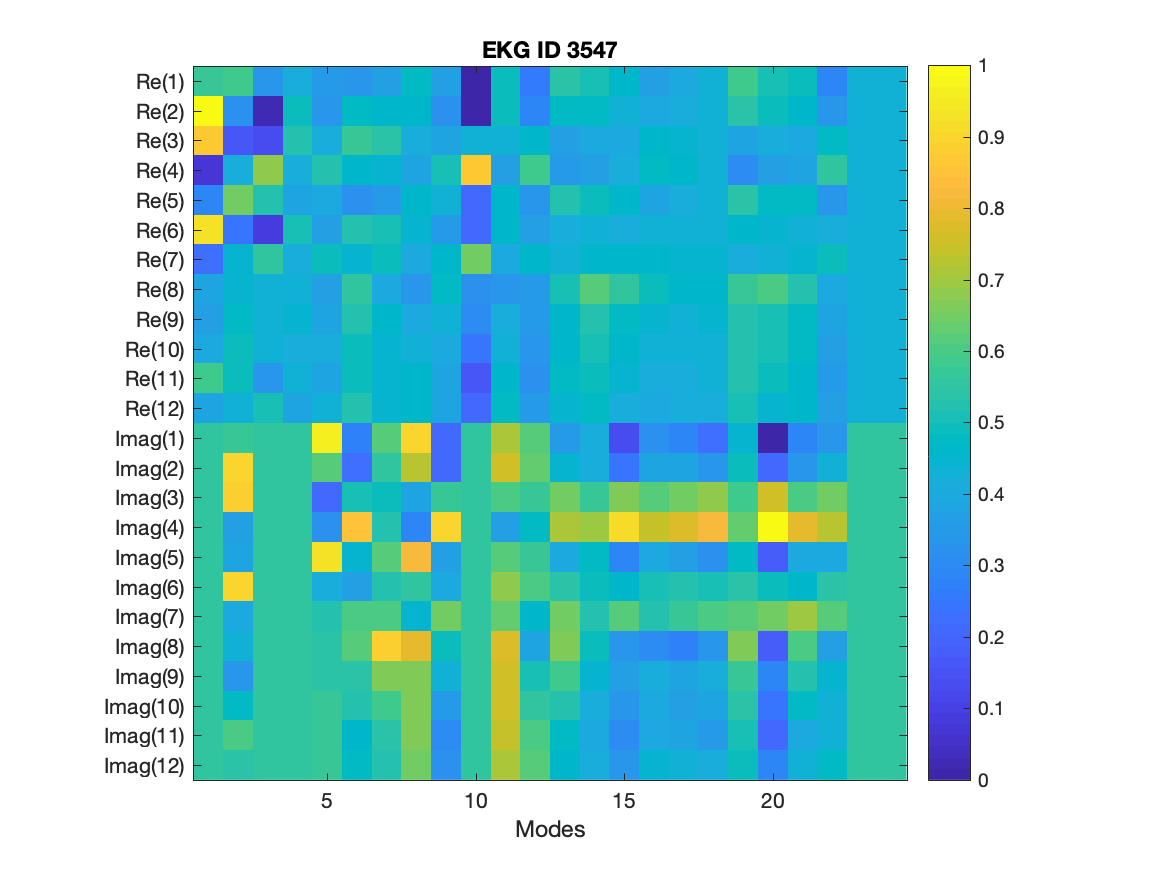 EKG ID 3547
Re(1)
Re(2)
Re(3)
Re(4)
Re(5)
Re(6)
Re(7)
Re(8)
Re(9)
Re(10)
Re(11)
Re(12)
Imag(1)
Imag(2)
Imag(3)
Imag(4)
Imag(5)
Imag(6)
Imag(7)
Imag(8)
Imag(9)
Imag(10)
Imag(11)
Imag(12)
5 10 15 20
Modes
1
0.9
0.8
0.7
0.6
0.5
0.4
0.3
0.2
0.1
0